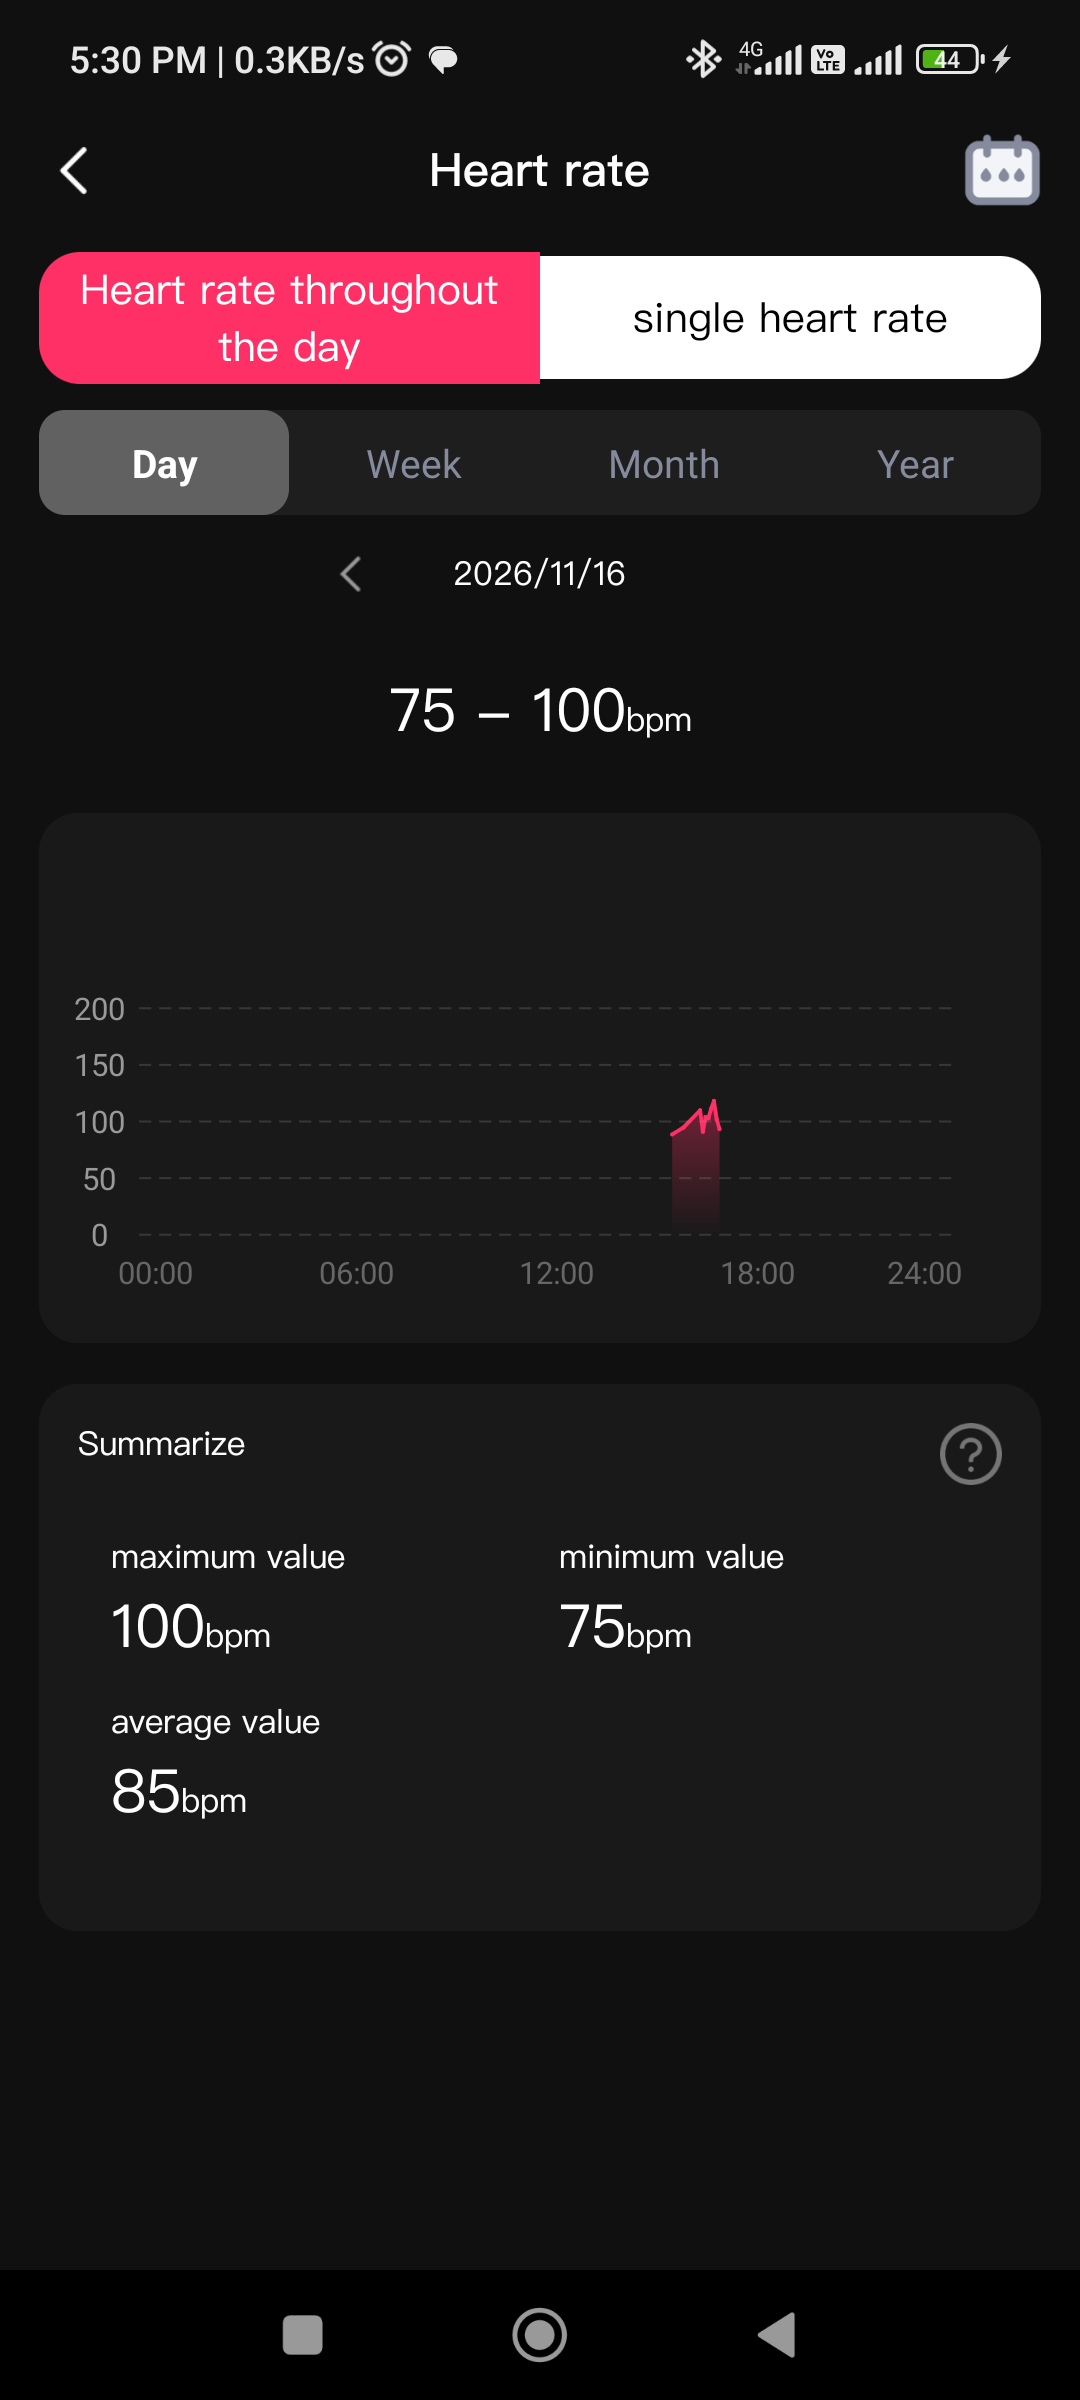 5:30 PM | 0.3KB/s 4G Vo LTE 44
Heart rate
Heart rate throughout
the day
single heart rate
Day Week Month Year
2026/11/16
75 – 100bpm
200
150
100
50
0
00:00 06:00 12:00 18:00 24:00
Summarize
?
maximum value minimum value
100bpm 75bpm
average value
85bpm